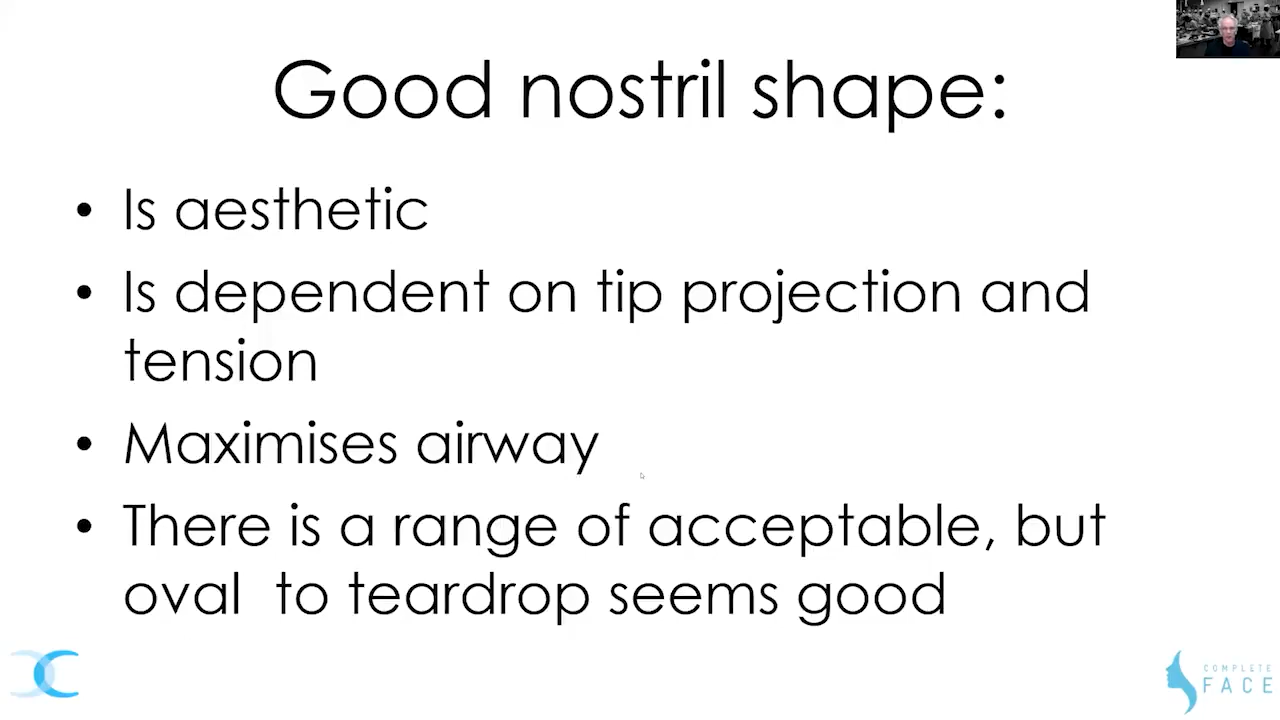 Good nostril shape:
• Is aesthetic
• Is dependent on tip projection and
tension
• Maximises airway
• There is a range of acceptable, but
oval  to teardrop seems good
COMPLETE
FACE